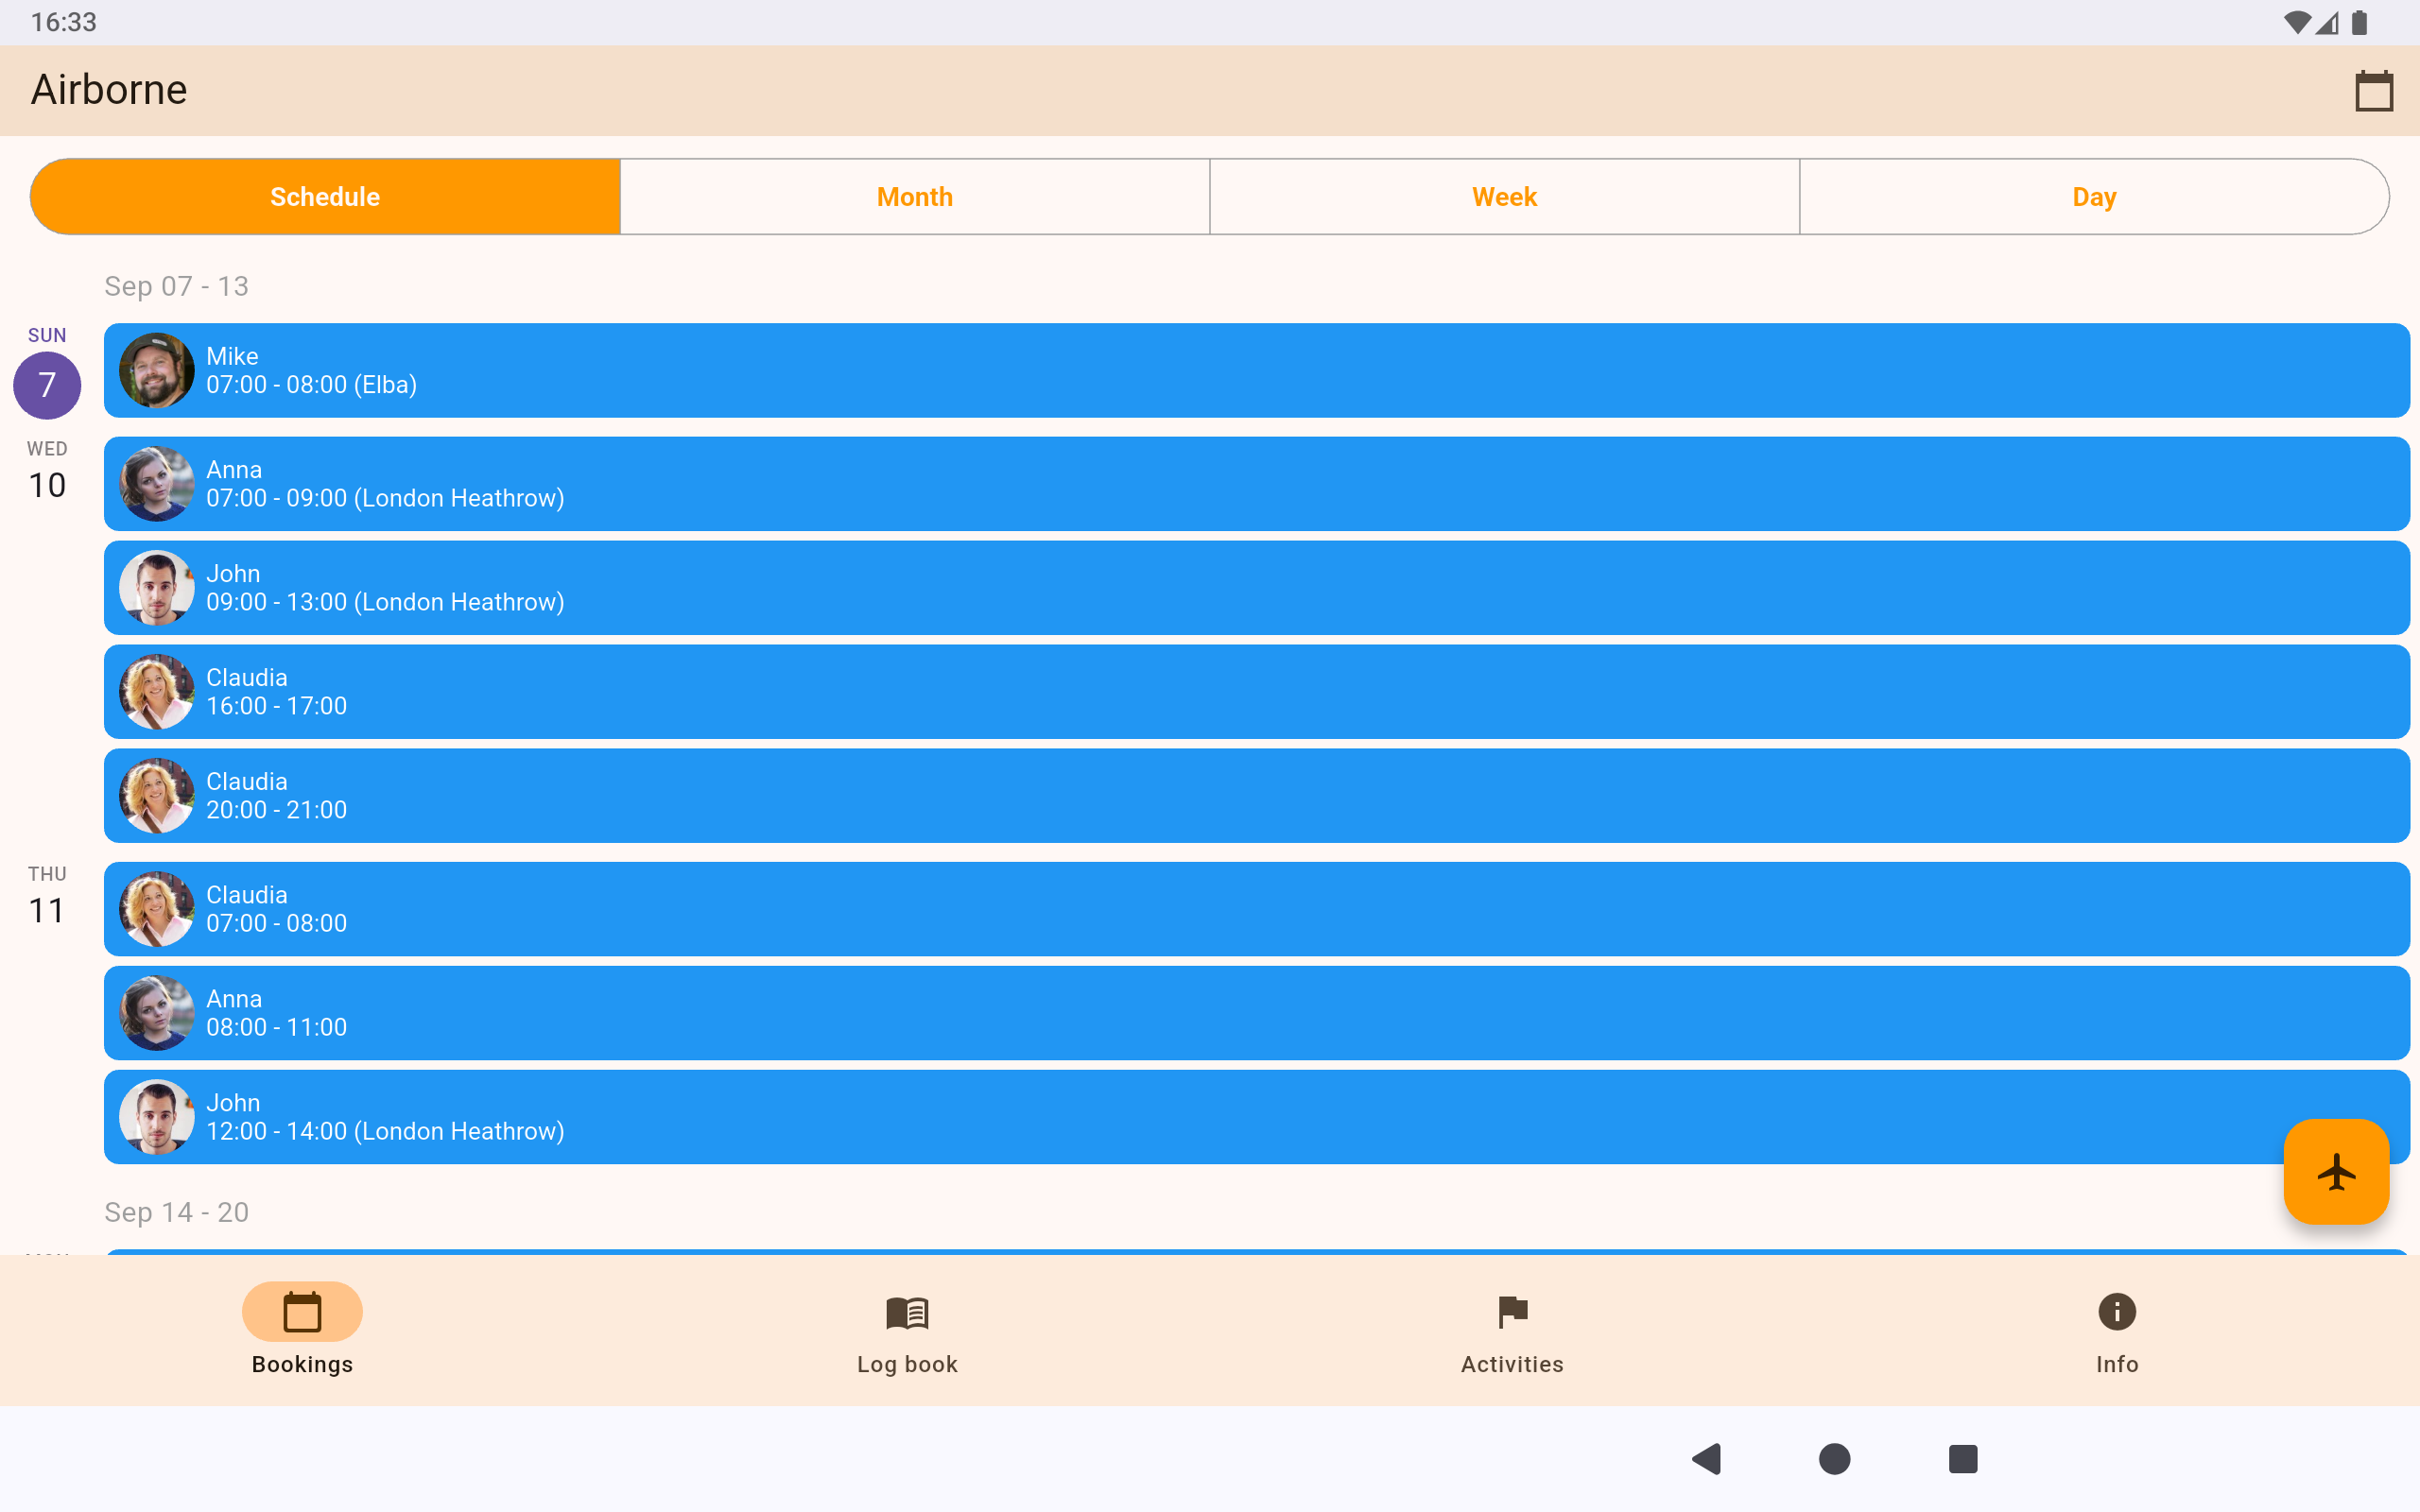 16:33
Airborne
Schedule
Month
Week
Day
Sep 07 - 13
SUN
7
Mike
07:00 - 08:00 (Elba)
WED
10
Anna
07:00 - 09:00 (London Heathrow)
John
09:00 - 13:00 (London Heathrow)
Claudia
16:00 - 17:00
Claudia
20:00 - 21:00
THU
11
Claudia
07:00 - 08:00
Anna
08:00 - 11:00
John
12:00 - 14:00 (London Heathrow)
Sep 14 - 20
Bookings
Log book
Activities
Info